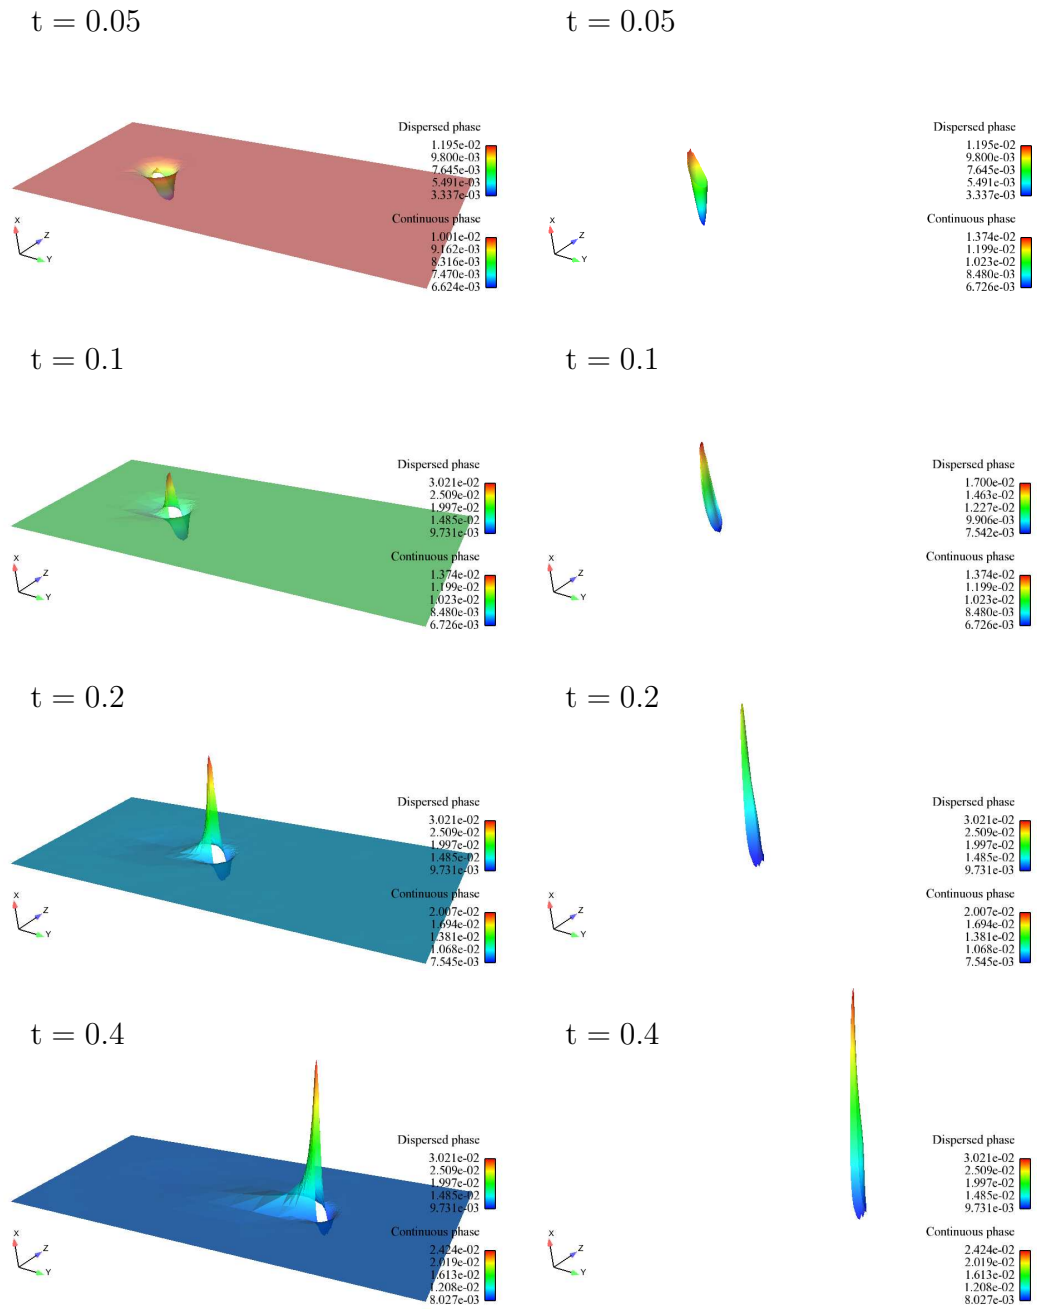 t = 0.05
Dispersed phase
1.195e-02
9.800e-03
7.645e-03
5.491e-03
3.337e-03
Continuous phase
1.001e-02
9.162e-03
8.316e-03
7.470e-03
6.624e-03
X
Z
Y
t = 0.05
Dispersed phase
1.195e-02
9.800e-03
7.645e-03
5.491e-03
3.337e-03
Continuous phase
1.374e-02
1.199e-02
1.023e-02
8.480e-03
6.726e-03
X
Z
Y
t = 0.1
Dispersed phase
3.021e-02
2.509e-02
1.997e-02
1.485e-02
9.731e-03
Continuous phase
1.374e-02
1.199e-02
1.023e-02
8.480e-03
6.726e-03
X
Z
Y
t = 0.1
Dispersed phase
1.700e-02
1.463e-02
1.227e-02
9.906e-03
7.542e-03
Continuous phase
1.374e-02
1.199e-02
1.023e-02
8.480e-03
6.726e-03
X
Z
Y
t = 0.2
Dispersed phase
3.021e-02
2.509e-02
1.997e-02
1.485e-02
9.731e-03
Continuous phase
2.007e-02
1.694e-02
1.381e-02
1.068e-02
7.545e-03
X
Z
Y
t = 0.2
Dispersed phase
3.021e-02
2.509e-02
1.997e-02
1.485e-02
9.731e-03
Continuous phase
2.007e-02
1.694e-02
1.381e-02
1.068e-02
7.545e-03
X
Z
Y
t = 0.4
Dispersed phase
3.021e-02
2.509e-02
1.997e-02
1.485e-02
9.731e-03
Continuous phase
2.424e-02
2.019e-02
1.613e-02
1.208e-02
8.027e-03
X
Z
Y
t = 0.4
Dispersed phase
3.021e-02
2.509e-02
1.997e-02
1.485e-02
9.731e-03
Continuous phase
2.424e-02
2.019e-02
1.613e-02
1.208e-02
8.027e-03
X
Z
Y